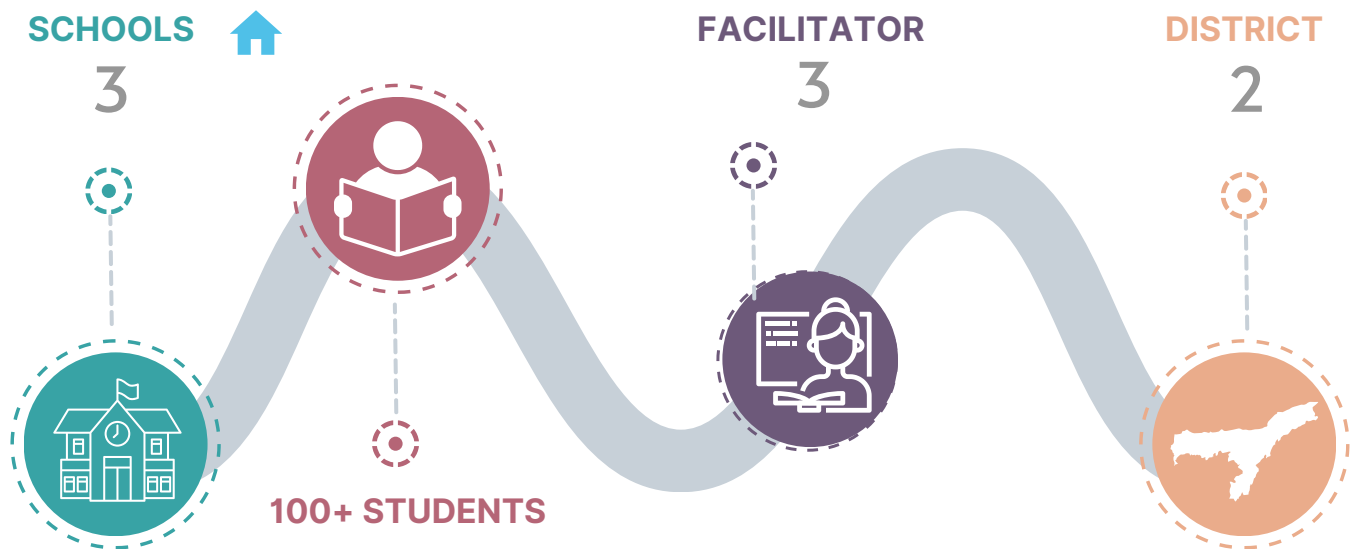 SCHOOLS
3
100+ STUDENTS
FACILITATOR
3
DISTRICT
2